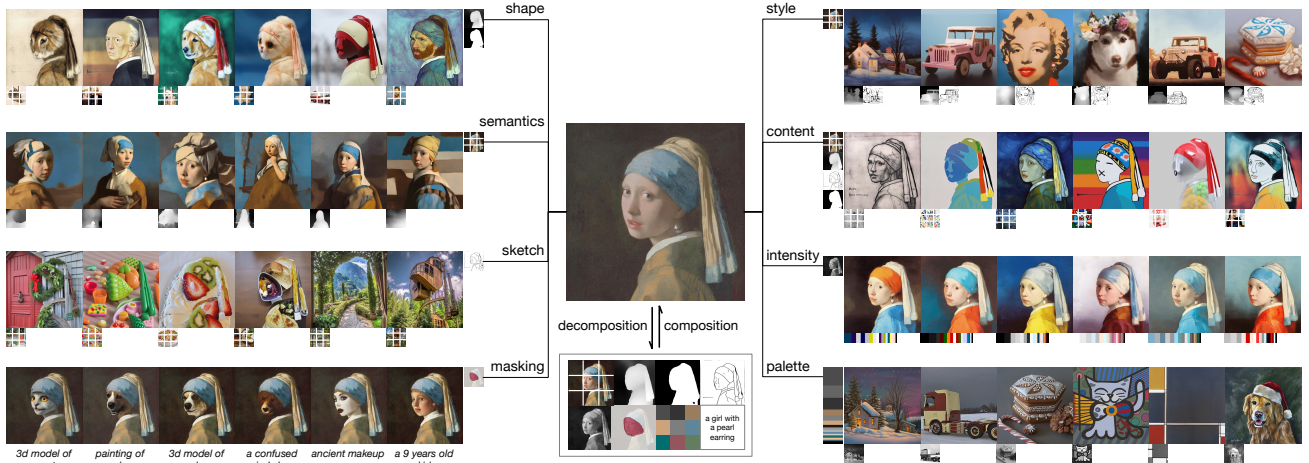 shape
semantics
sketch
masking
style
content
intensity
palette
decomposition
composition
a girl with
a pearl
earring
3d model of
painting of
3d model of
a confused
ancient makeup
a 9 years old